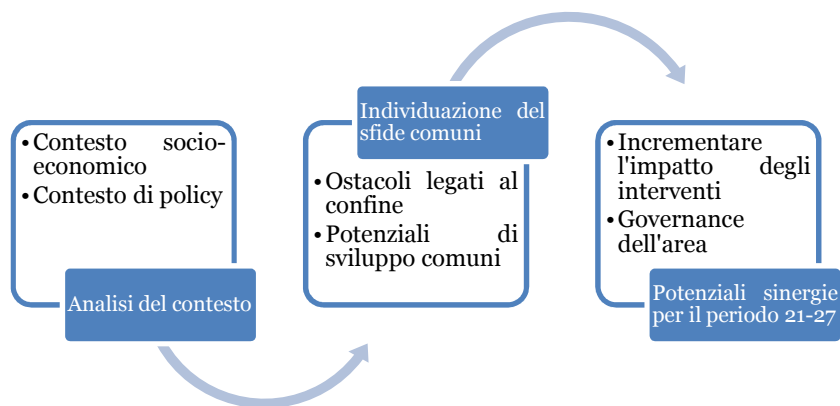 •Contesto socio-
economico
•Contesto di policy
Analisi del contesto
Individuazione del
sfide comuni
•Ostacoli legati al
confine
•Potenziali di
sviluppo comuni
•Incrementare
l'impatto degli
interventi
•Governance
dell'area
Potenziali sinergie
per il periodo 21-27